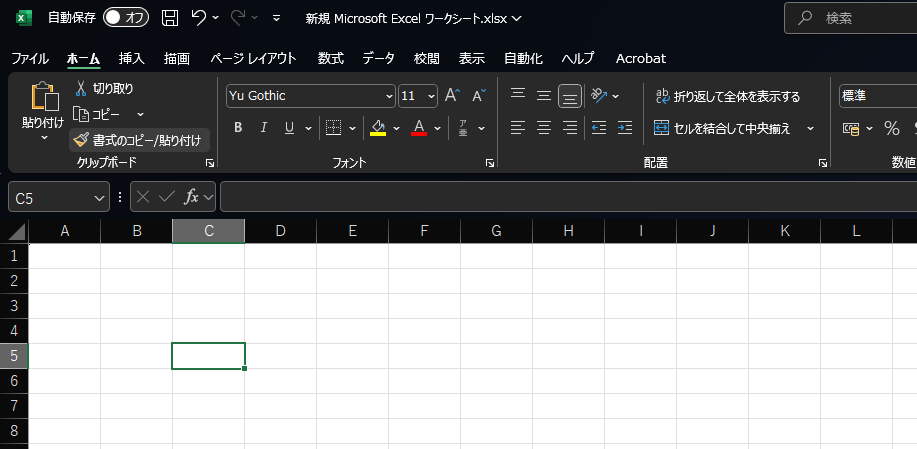 自動保存 オフ 新規 Microsoft Excel ワークシート.xlsx 検索
ファイル ホーム 挿入 描画 ページ レイアウト 数式 データ 校閲 表示 自動化 ヘルプ Acrobat
貼り付け
切り取り
コピー
書式のコピー/貼り付け
クリップボード
Yu Gothic 11 A A
B I U A ア亜
フォント
ab 折り返して全体を表示する
セルを結合して中央揃え
配置
標準
%
数値
C5 fx
A B C D E F G H I J K L
1
2
3
4
5
6
7
8